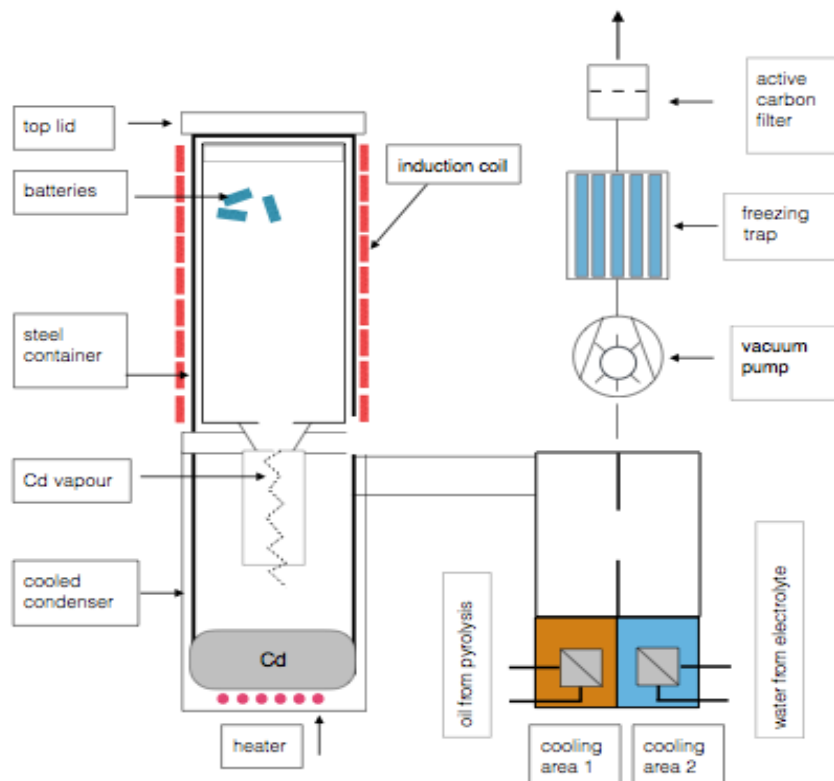 top lid
batteries
steel
container
Cd vapour
cooled
condenser
Cd
heater
induction coil
active
carbon
filter
freezing
trap
vacuum
pump
oil from pyrolysis
water from electrolyte
cooling
area 1
cooling
area 2